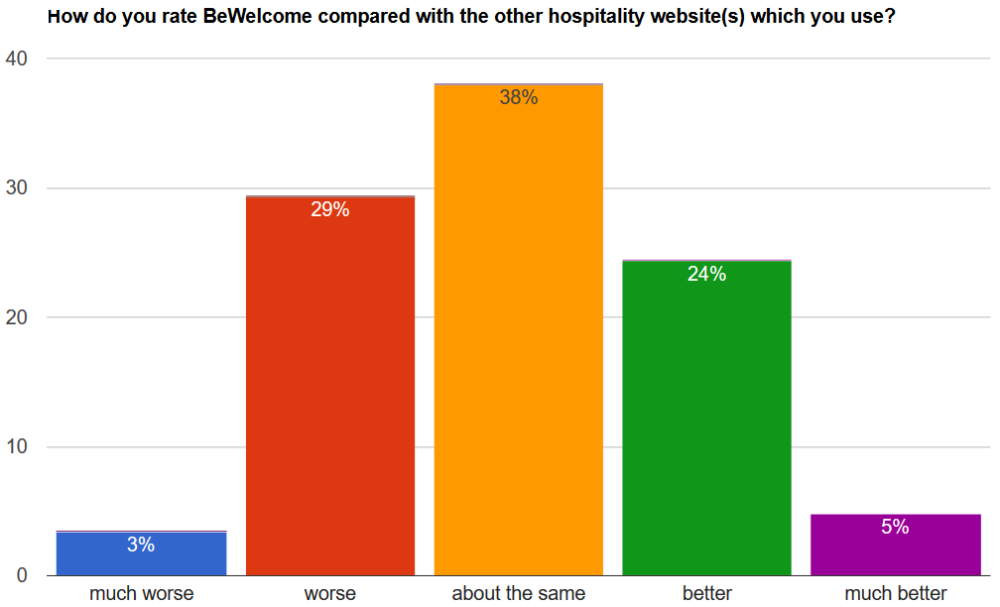 How do you rate BeWelcome compared with the other hospitality website(s) which you use?
40
30
20
10
0
3%
29%
38%
24%
5%
much worse
worse
about the same
better
much better